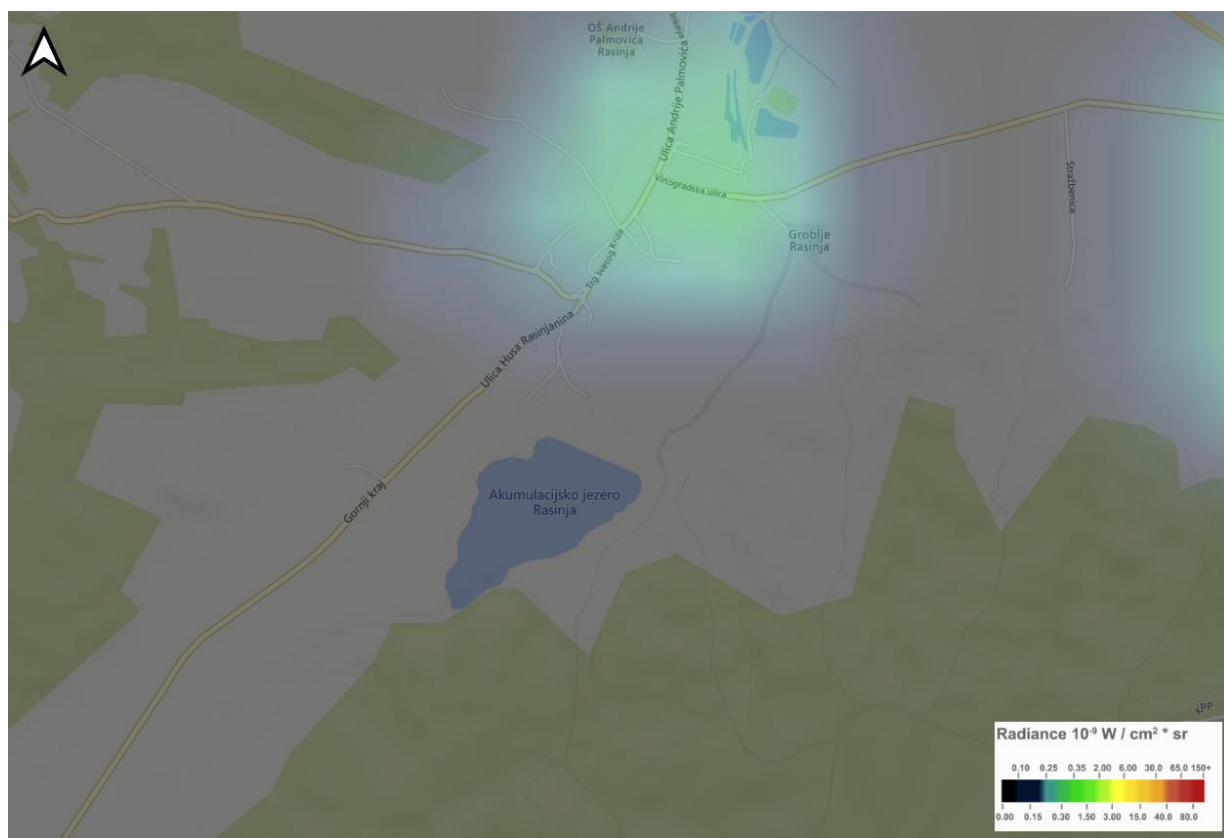 OŠ Andrije
Palmovića
Rasinja
Ulica Andrije Palmovića
Vinogradska ulica
Stražbenica
Groblje
Rasinja
Trg svetog Križa
Ulica Husa Rasinjanina
Akumulacijsko jezero
Rasinja
Gornji kraj
KPP
Radiance 10⁻⁹ W / cm² * sr
0.10 0.25 0.35 2.00 6.00 30.0 65.0 150+
0.00 0.15 0.30 1.50 3.00 15.0 40.0 80.0